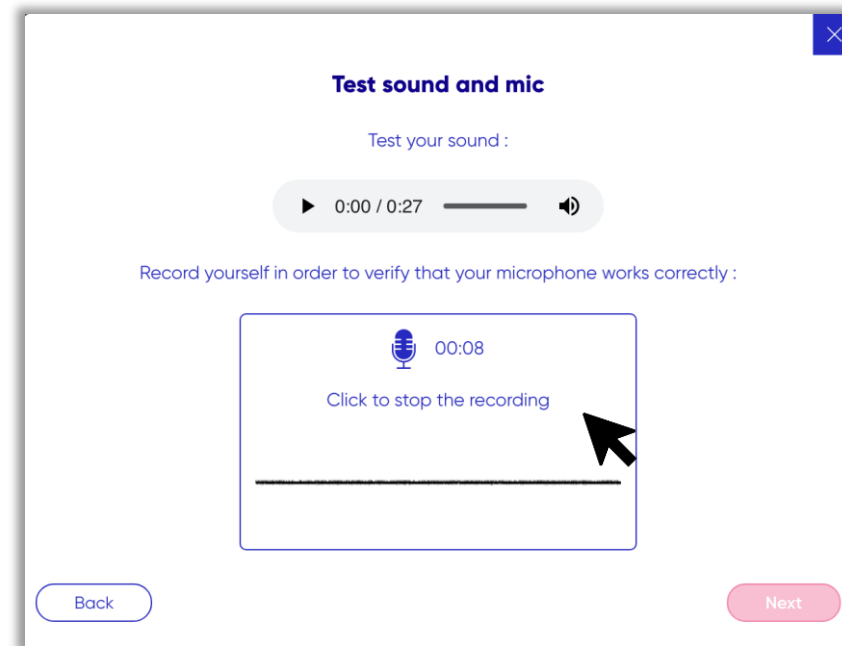 Test sound and mic
Test your sound :
0:00 / 0:27
Record yourself in order to verify that your microphone works correctly :
00:08
Click to stop the recording
Back
Next